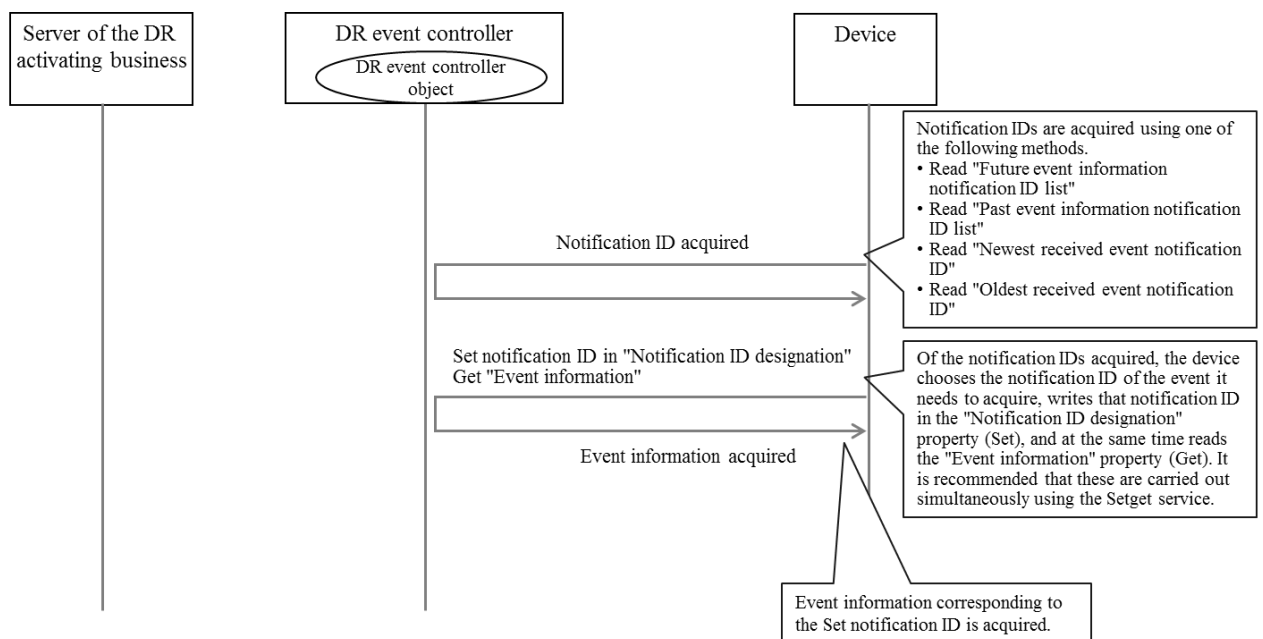 Server of the DR
activating business
DR event controller
DR event controller
object
Device
Notification IDs are acquired using one of
the following methods.
• Read "Future event information
notification ID list"
• Read "Past event information notification
ID list"
• Read "Newest received event notification
ID"
• Read "Oldest received event notification
ID"
Notification ID acquired
Set notification ID in "Notification ID designation"
Get "Event information"
Event information acquired
Of the notification IDs acquired, the device
chooses the notification ID of the event it
needs to acquire, writes that notification ID
in the "Notification ID designation"
property (Set), and at the same time reads
the "Event information" property (Get). It
is recommended that these are carried out
simultaneously using the Setget service.
Event information corresponding to
the Set notification ID is acquired.